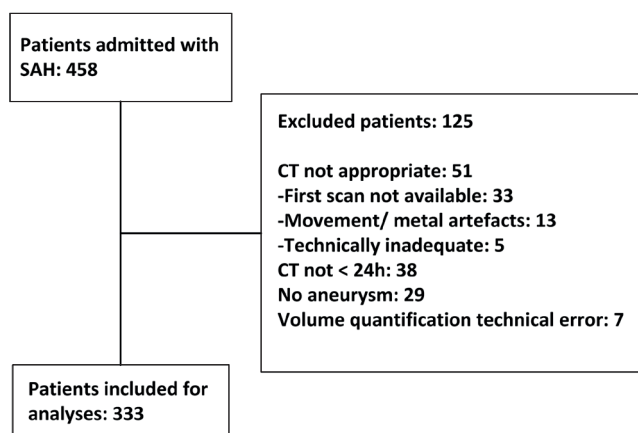 Patients admitted with
SAH: 458
Excluded patients: 125
CT not appropriate: 51
-First scan not available: 33
-Movement/ metal artefacts: 13
-Technically inadequate: 5
CT not < 24h: 38
No aneurysm: 29
Volume quantification technical error: 7
Patients included for
analyses: 333